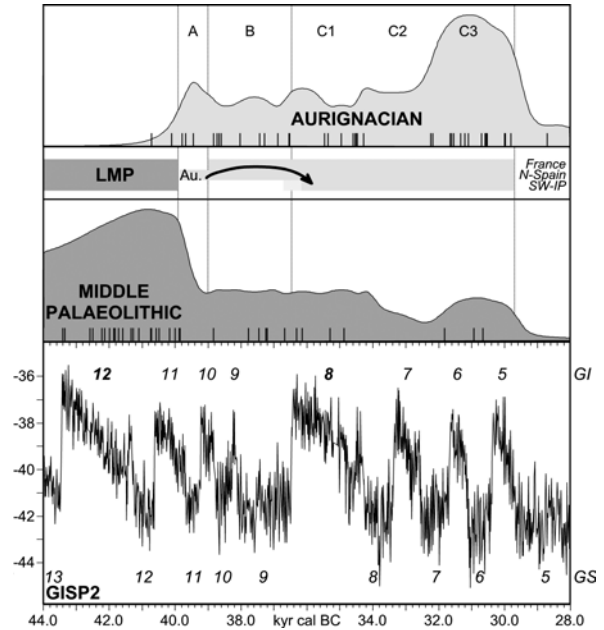 A B C1 C2 C3
AURIGNACIAN
LMP Au. France
N-Spain
SW-IP
MIDDLE
PALAEOLITHIC
-36 12 11 10 9 8 7 6 5 GI
-38
-40
-42
-44
13 12 11 10 9 8 7 6 5 GS
GISP2
44.0 42.0 40.0 38.0 kyr cal BC 34.0 32.0 30.0 28.0